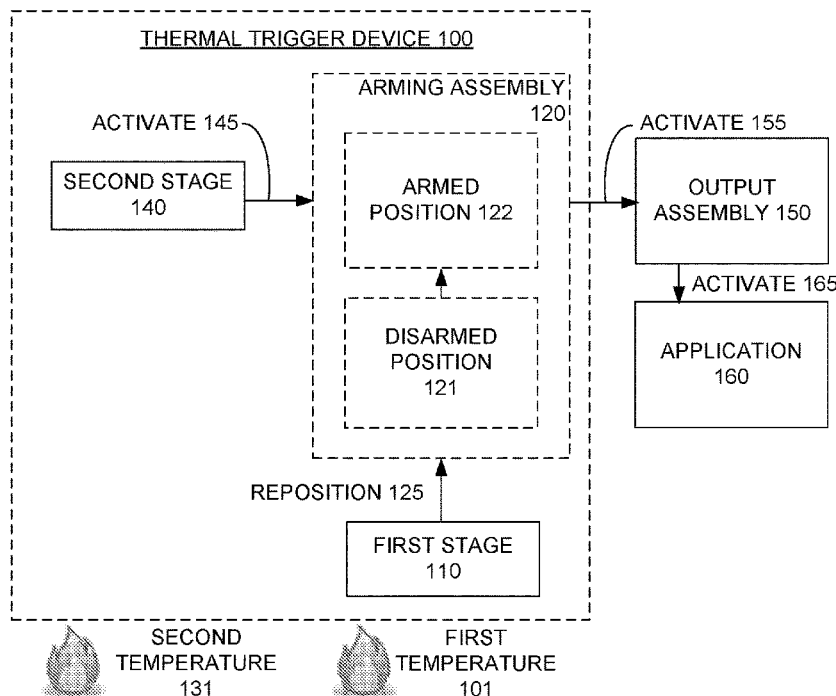 THERMAL TRIGGER DEVICE 100
ARMING ASSEMBLY
120
ACTIVATE 145
ACTIVATE 155
SECOND STAGE
140
ARMED
POSITION 122
OUTPUT
ASSEMBLY 150
ACTIVATE 165
DISARMED
POSITION
121
APPLICATION
160
REPOSITION 125
FIRST STAGE
110
SECOND
TEMPERATURE
131
FIRST
TEMPERATURE
101